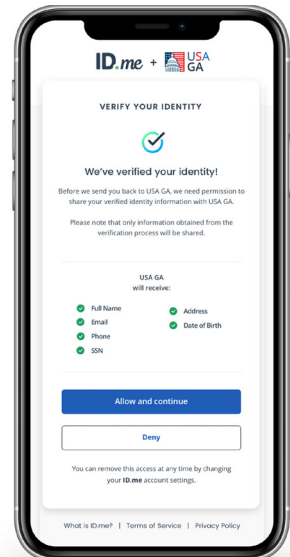 ID.me + USA
GA
VERIFY YOUR IDENTITY
We've verified your identity!
Before we send you back to USA GA, we need permission to
share your verified identity information with USA GA.
Please note that only information obtained from the
verification process will be shared.
USA GA
will receive:
Full Name
Email
Phone
SSN
Address
Date of Birth
Allow and continue
Deny
You can remove this access at any time by changing
your ID.me account settings.
What is ID.me? | Terms of Service | Privacy Policy